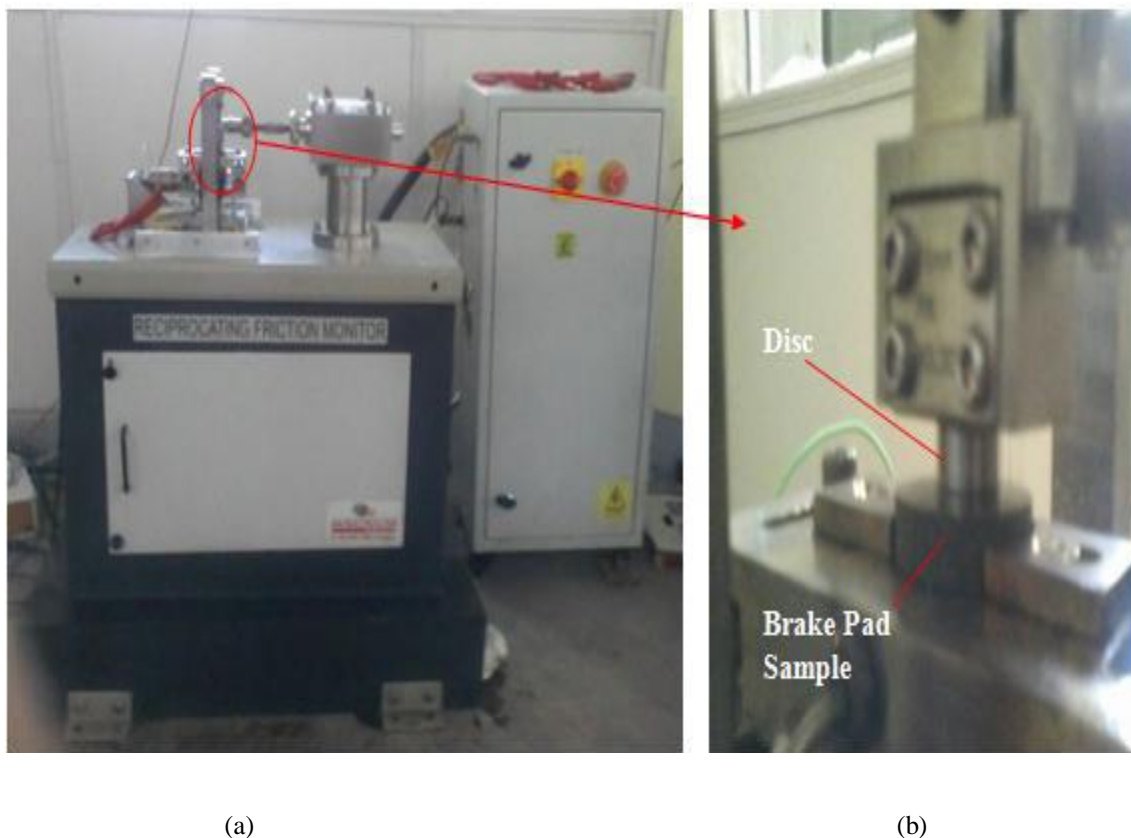 RECIPROCATING FRICTION MONITOR
Disc
Brake Pad
Sample
(a)
(b)